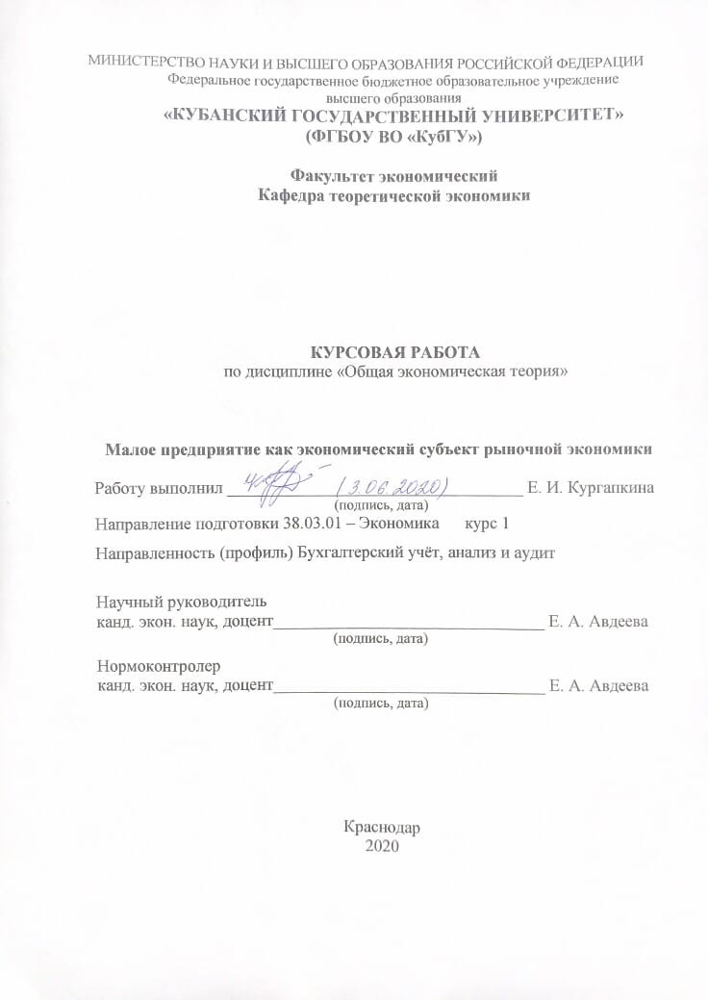 МИНИСТЕРСТВО НАУКИ И ВЫСШЕГО ОБРАЗОВАНИЯ РОССИЙСКОЙ ФЕДЕРАЦИИ
Федеральное государственное бюджетное образовательное учреждение
высшего образования
«КУБАНСКИЙ ГОСУДАРСТВЕННЫЙ УНИВЕРСИТЕТ»
(ФГБОУ ВО «КубГУ»)
Факультет экономический
Кафедра теоретической экономики
КУРСОВАЯ РАБОТА
по дисциплине «Общая экономическая теория»
Малое предприятие как экономический субъект рыночной экономики
Работу выполнил (3.06.2020) Е. И. Кургапкина
(подпись, дата)
Направление подготовки 38.03.01 – Экономика курс 1
Направленность (профиль) Бухгалтерский учёт, анализ и аудит
Научный руководитель
канд. экон. наук, доцент Е. А. Авдеева
(подпись, дата)
Нормоконтролер
канд. экон. наук, доцент Е. А. Авдеева
(подпись, дата)
Краснодар
2020